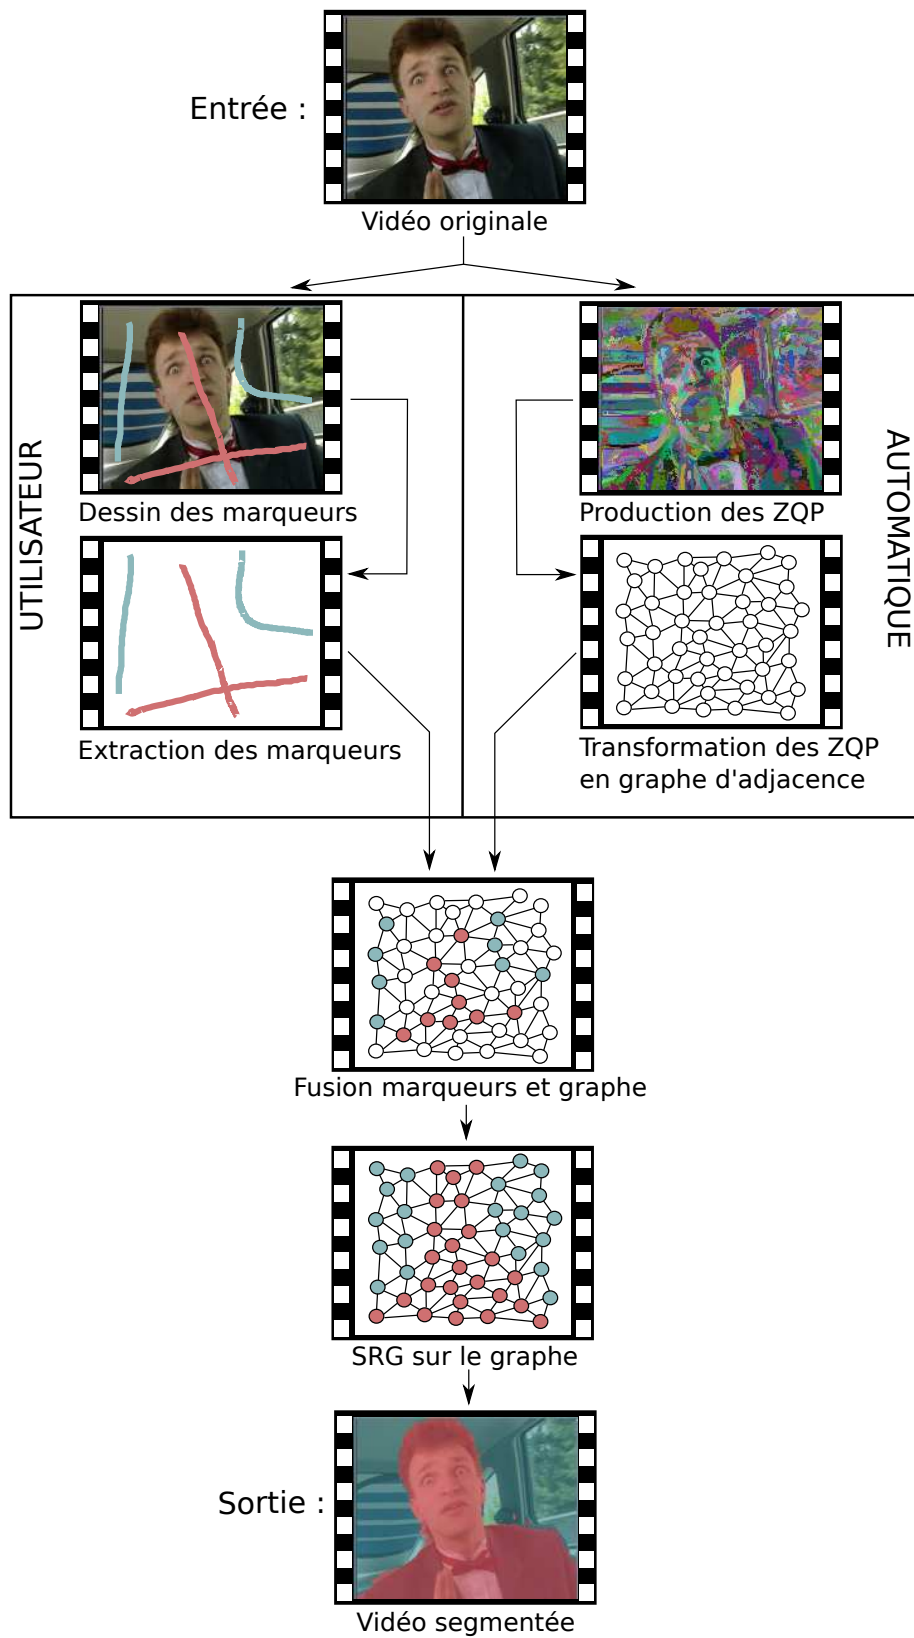 Entrée :
Vidéo originale
UTILISATEUR
AUTOMATIQUE
Dessin des marqueurs
Production des ZQP
Extraction des marqueurs
Transformation des ZQP
en graphe d'adjacence
Fusion marqueurs et graphe
SRG sur le graphe
Sortie :
Vidéo segmentée